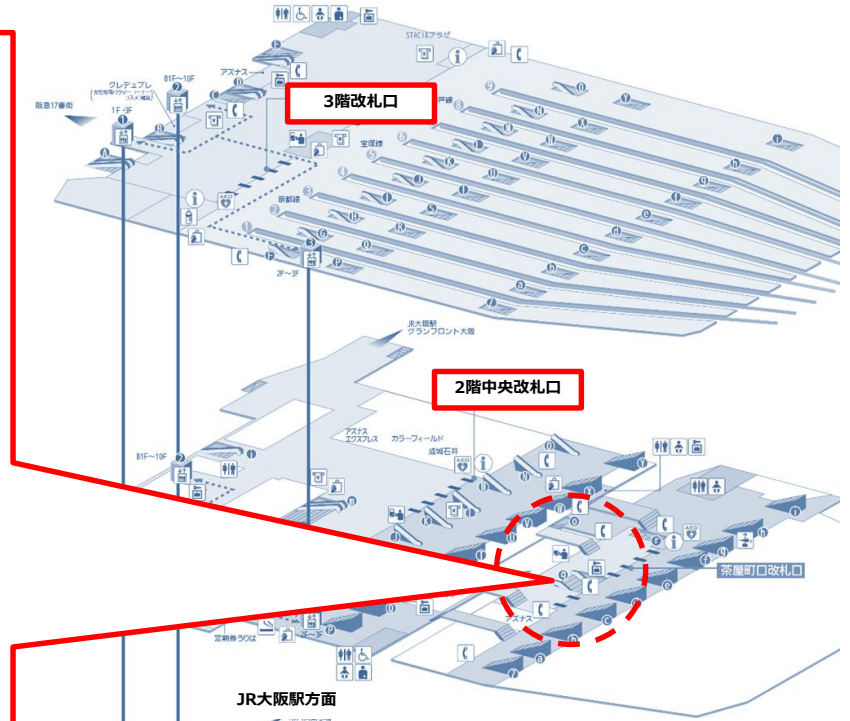 STACIAプラザ
アズナス
クレデュプレ
B1F〜10F
1F・3F
阪急17番街
3階改札口
宝塚線
京都線
2F〜3F
JR大阪駅
グランフロント大阪
2階中央改札口
アズナス
エクスプレス
カラーフィールド
成城石井
AED
B1F〜10F
茶屋町口改札口
アズナス
定期券うりば
2F〜3F
JR大阪駅方面